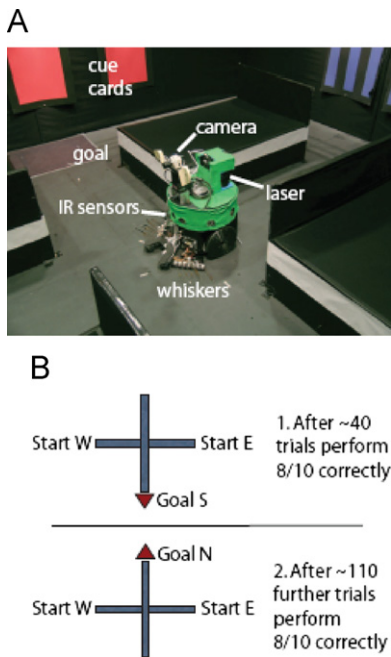 A
cue
cards
camera
goal
laser
IR sensors
whiskers
B
Start W
Start E
Goal S
1. After ~40
trials perform
8/10 correctly
Goal N
Start W
Start E
2. After ~110
further trials
perform
8/10 correctly